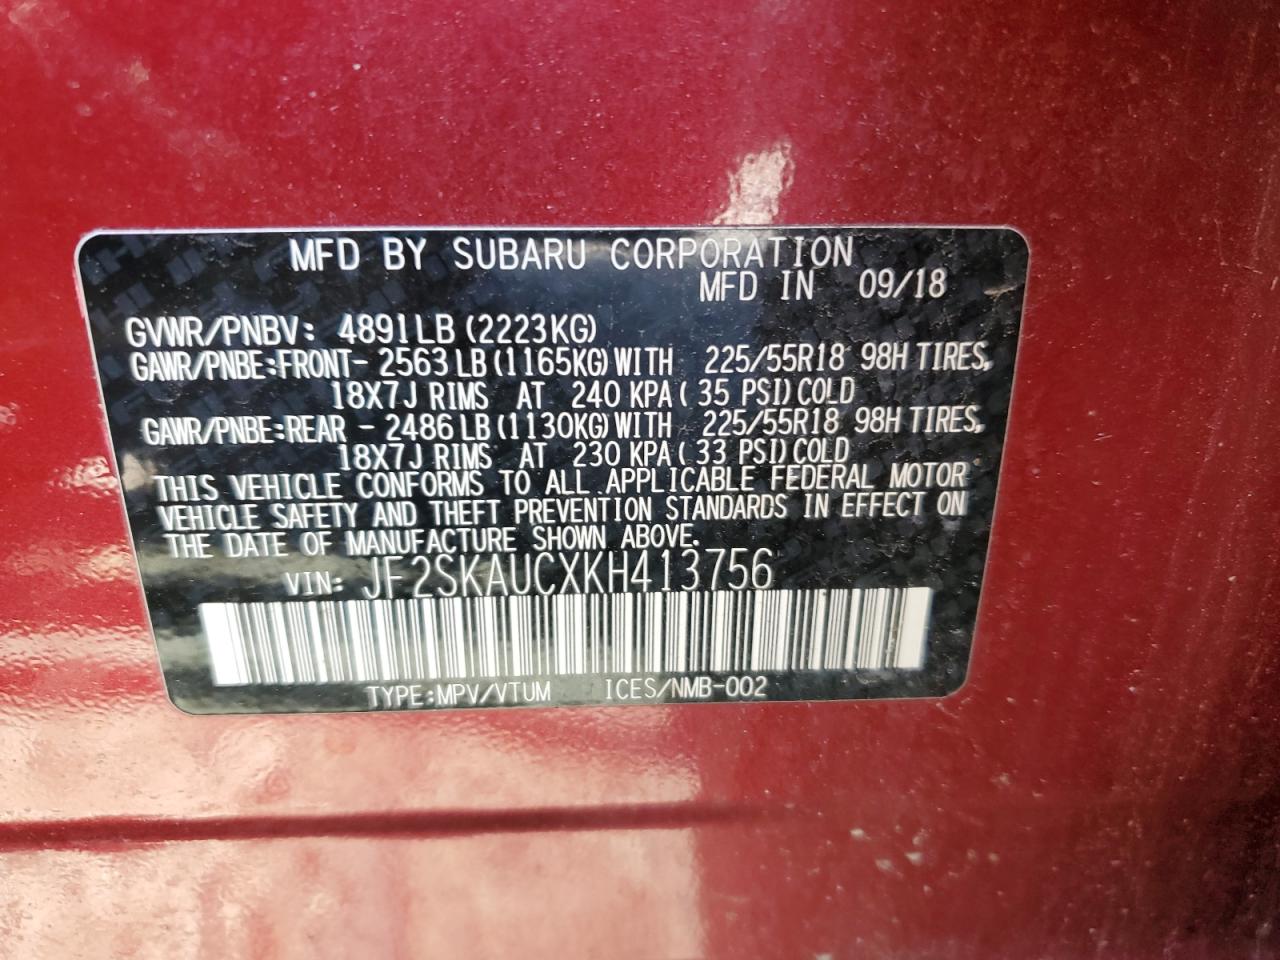 MFD BY SUBARU CORPORATION
MFD IN 09/18
GVWR/PNBV: 4891LB (2223KG)
GAWR/PNBE:FRONT- 2563 LB (1165KG) WITH 225/55R18 98H TIRES,
18X7J RIMS AT 240 KPA ( 35 PSI) COLD
GAWR/PNBE:REAR - 2486 LB (1130KG) WITH 225/55R18 98H TIRES,
18X7J RIMS AT 230 KPA ( 33 PSI) COLD
THIS VEHICLE CONFORMS TO ALL APPLICABLE FEDERAL MOTOR
VEHICLE SAFETY AND THEFT PREVENTION STANDARDS IN EFFECT ON
THE DATE OF MANUFACTURE SHOWN ABOVE.
VIN: JF2SKAUCXKH413756
TYPE:MPV/VTUM ICES/NMB-002